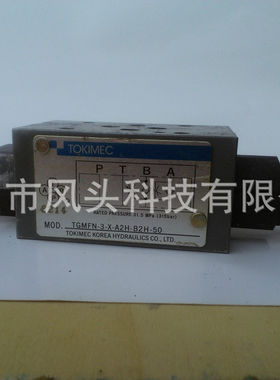 TOKIMEC
P T B A
市风头科技有限
RATED PRESSURE 31.5 MPa (315bar)
MOD. TGMFN-3-X-A2H-B2H-50
TOKIMEC KOREA HYDRAULICS CO., LTD.